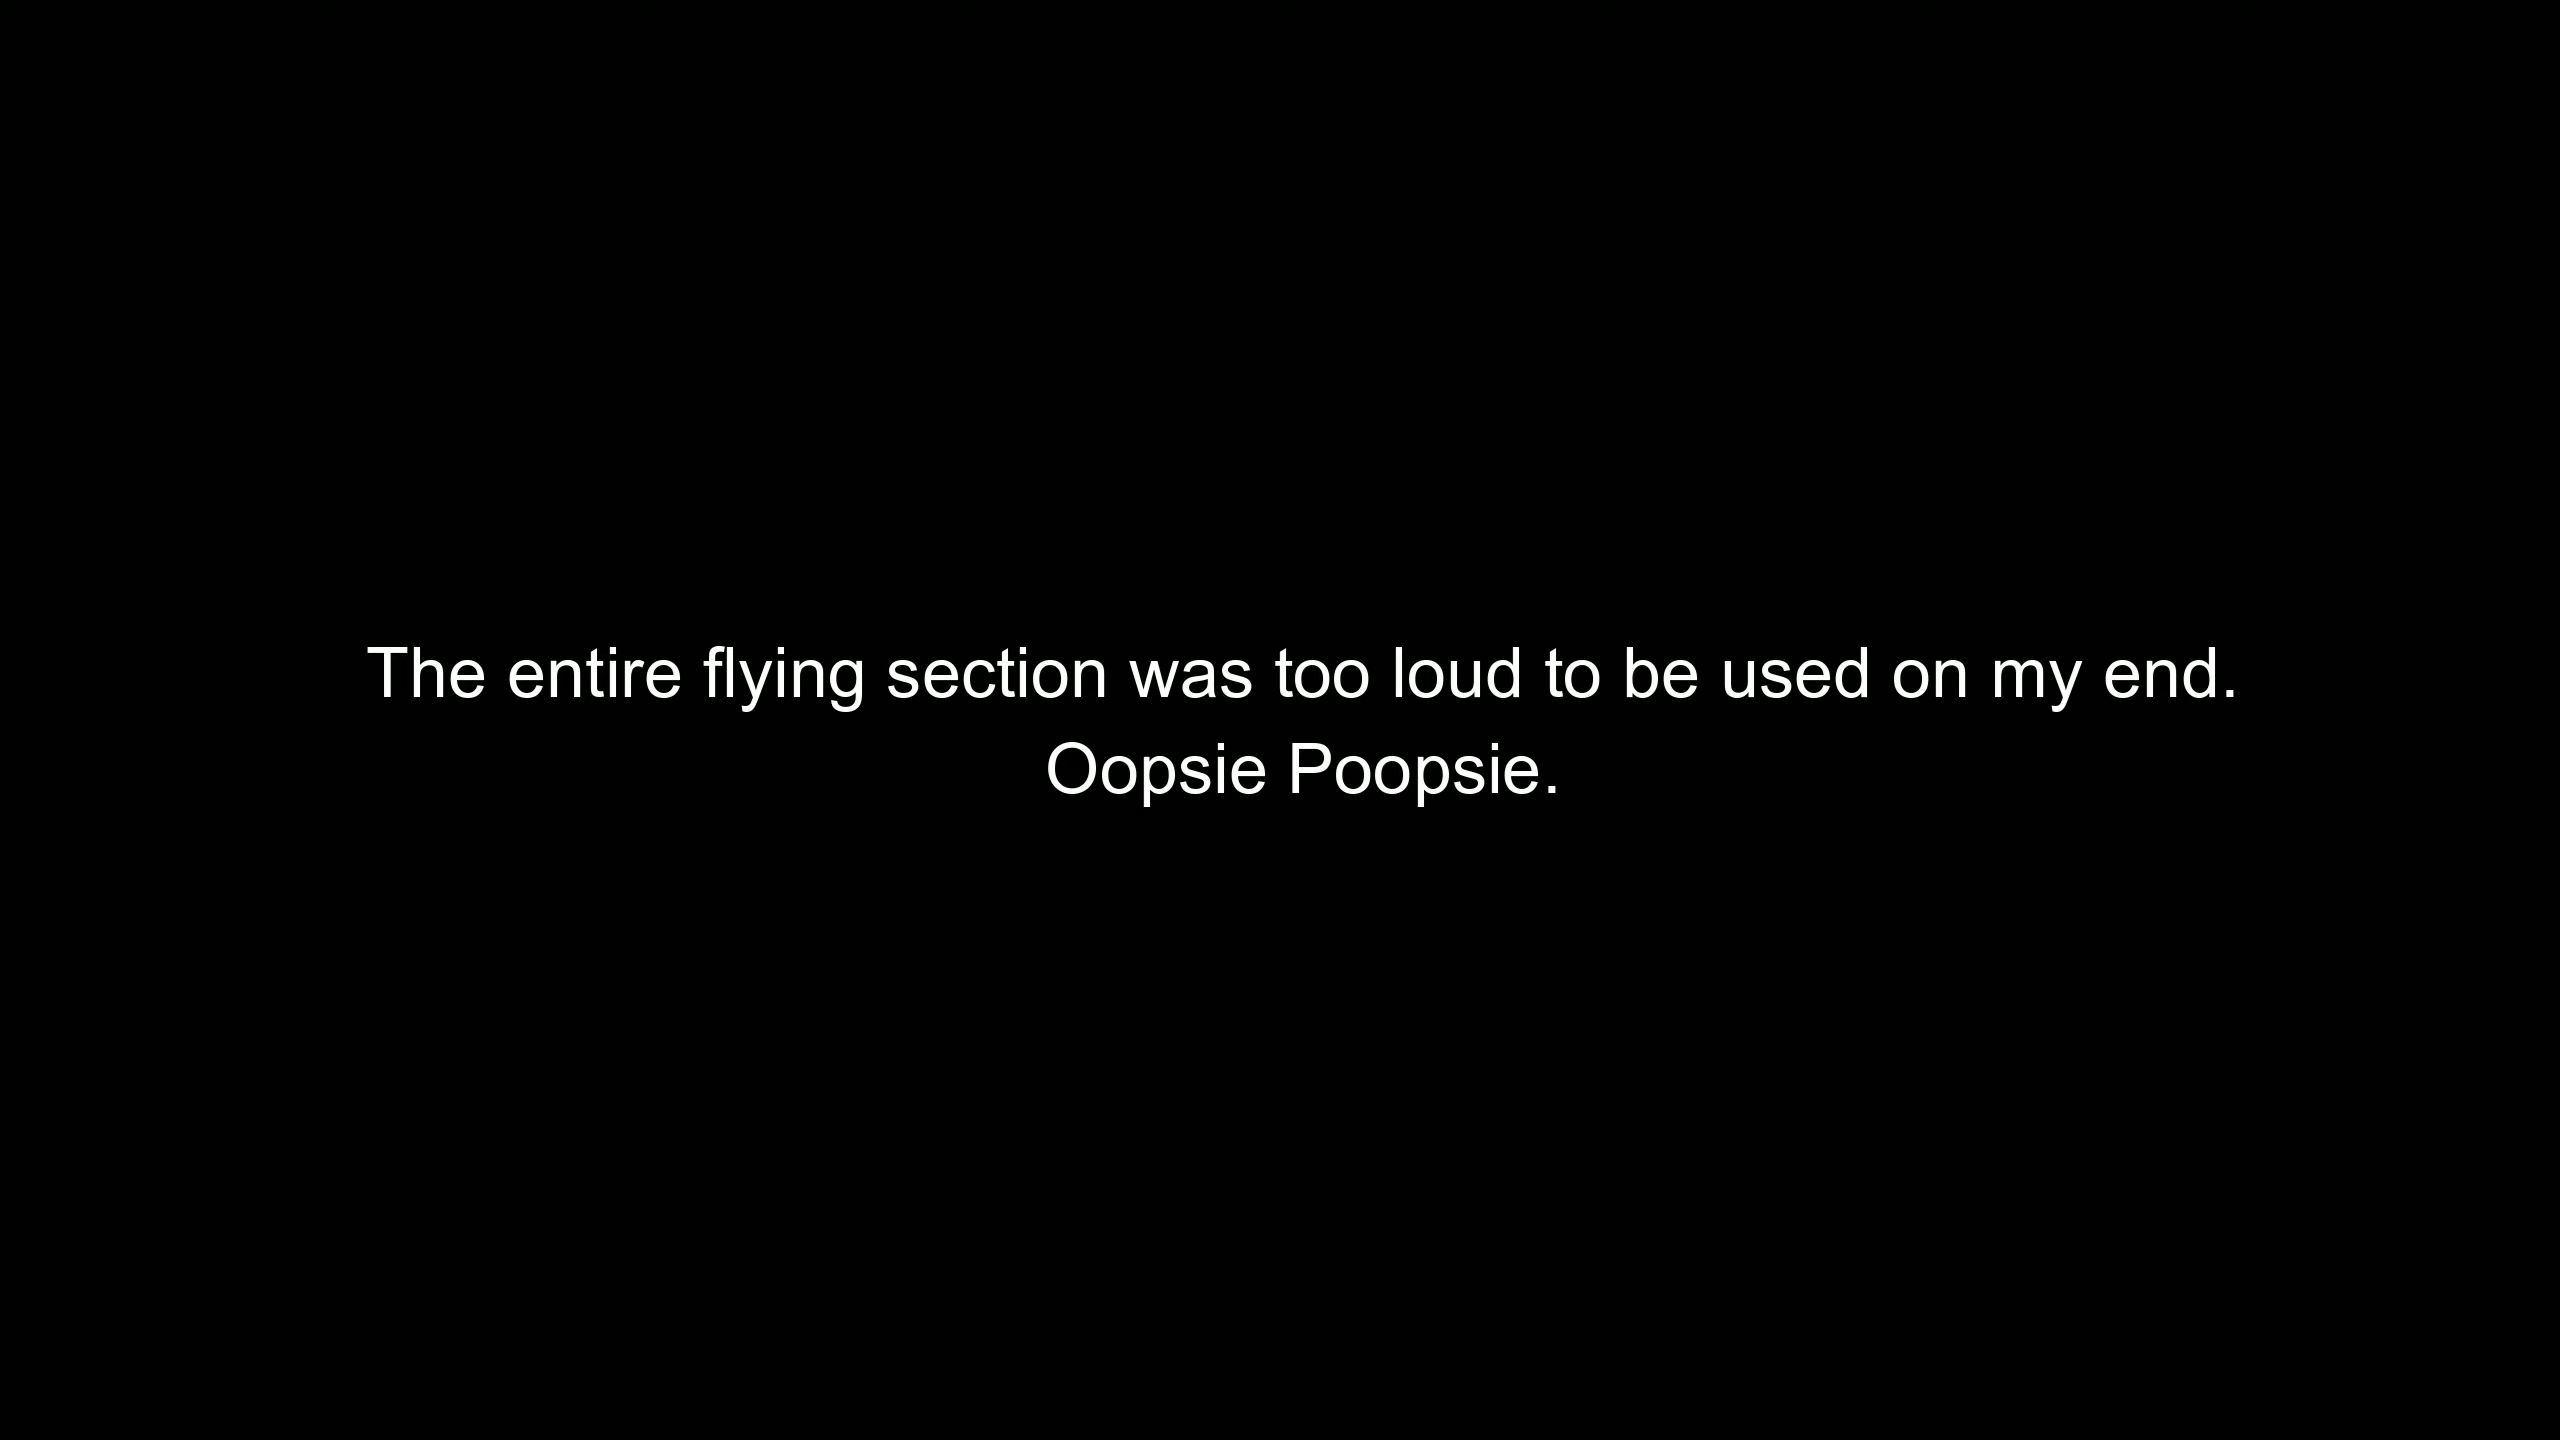 The entire flying section was too loud to be used on my end.
Oopsie Poopsie.